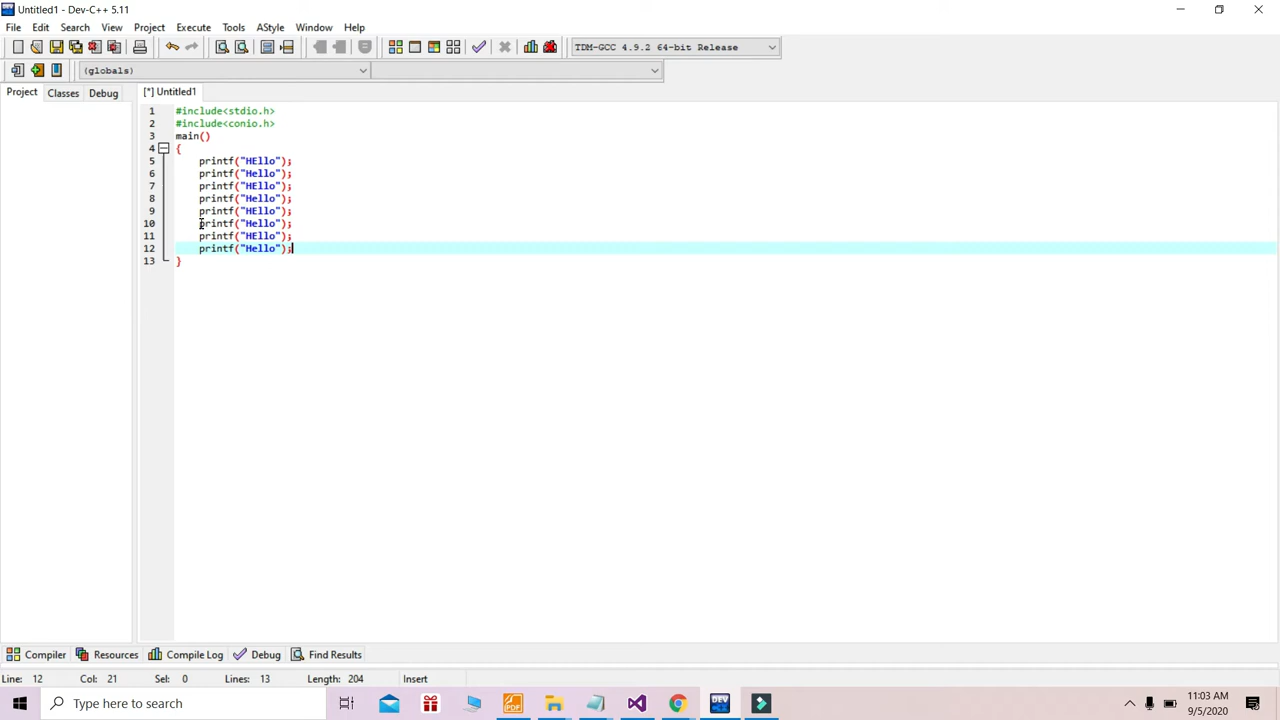 Untitled1 - Dev-C++ 5.11
File Edit Search View Project Execute Tools AStyle Window Help
TDM-GCC 4.9.2 64-bit Release
(globals)
Project Classes Debug [*] Untitled1
1 #include<stdio.h>
2 #include<conio.h>
3 main()
4 {
5 printf("HEllo");
6 printf("Hello");
7 printf("HEllo");
8 printf("Hello");
9 printf("HEllo");
10 printf("Hello");
11 printf("HEllo");
12 printf("Hello");
13 }
Compiler Resources Compile Log Debug Find Results
Line: 12 Col: 21 Sel: 0 Lines: 13 Length: 204 Insert
Type here to search
11:03 AM
9/5/2020